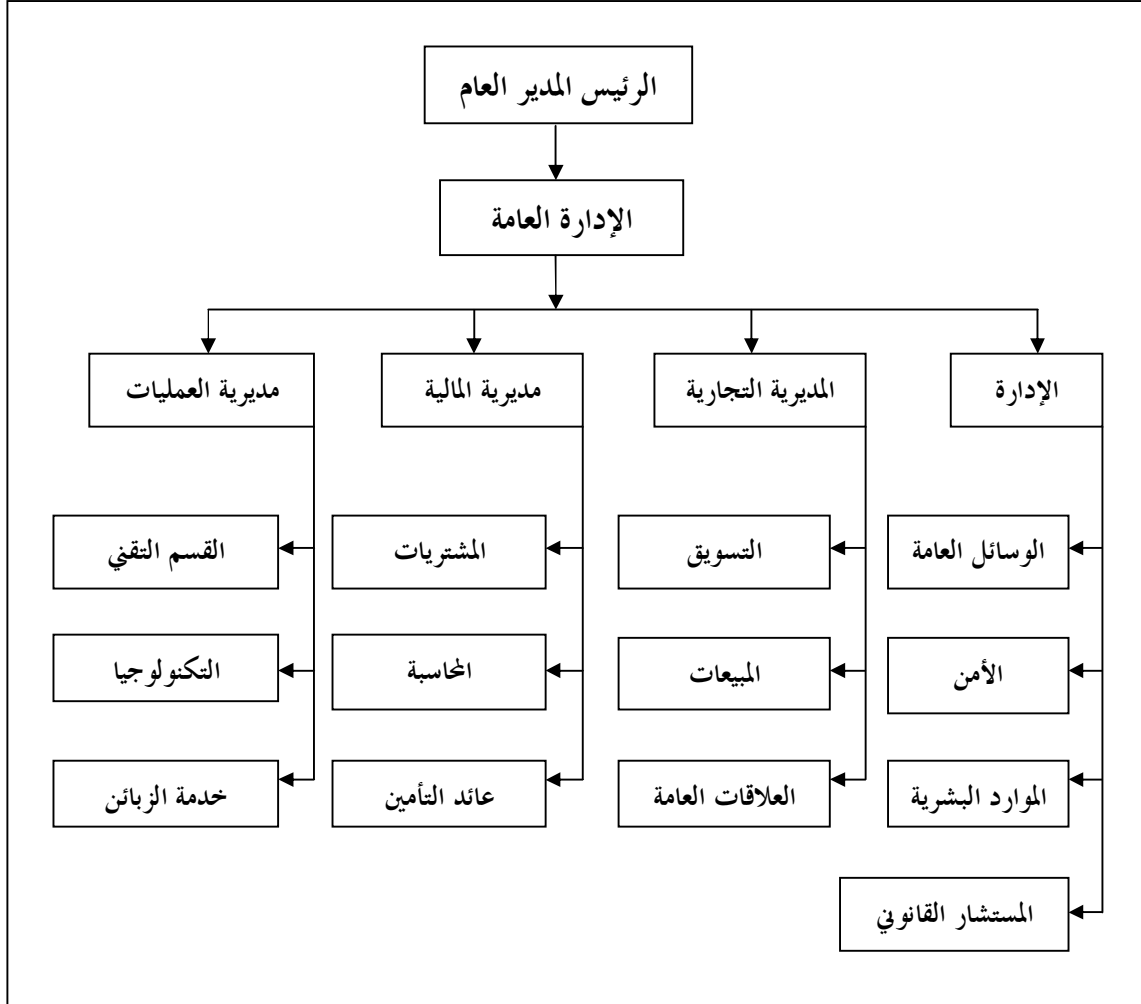 الرئيس المدير العام
الإدارة العامة
الإدارة
المديرية التجارية
مديرية المالية
مديرية العمليات
الوسائل العامة
التسويق
المشتريات
القسم التقني
الأمن
المبيعات
المحاسبة
التكنولوجيا
الموارد البشرية
العلاقات العامة
عائد التأمين
خدمة الزبائن
المستشار القانوني